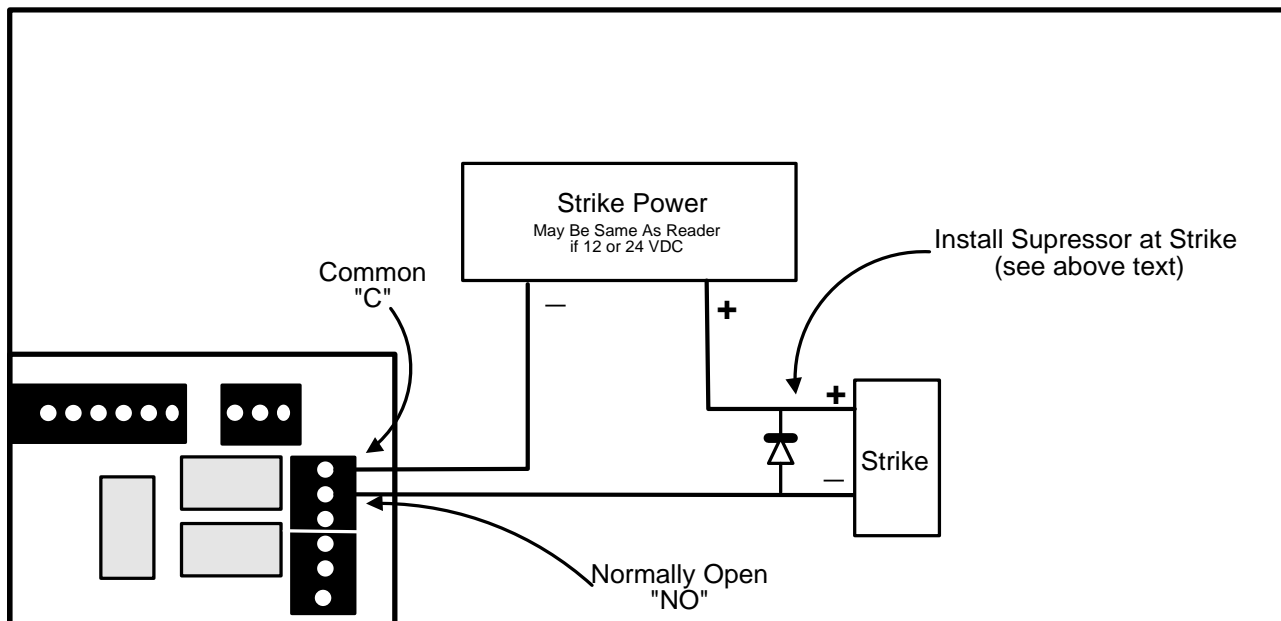 Strike Power
May Be Same As Reader
if 12 or 24 VDC
Install Supressor at Strike
(see above text)
Common
"C"
–
+
+
Strike
–
Normally Open
"NO"